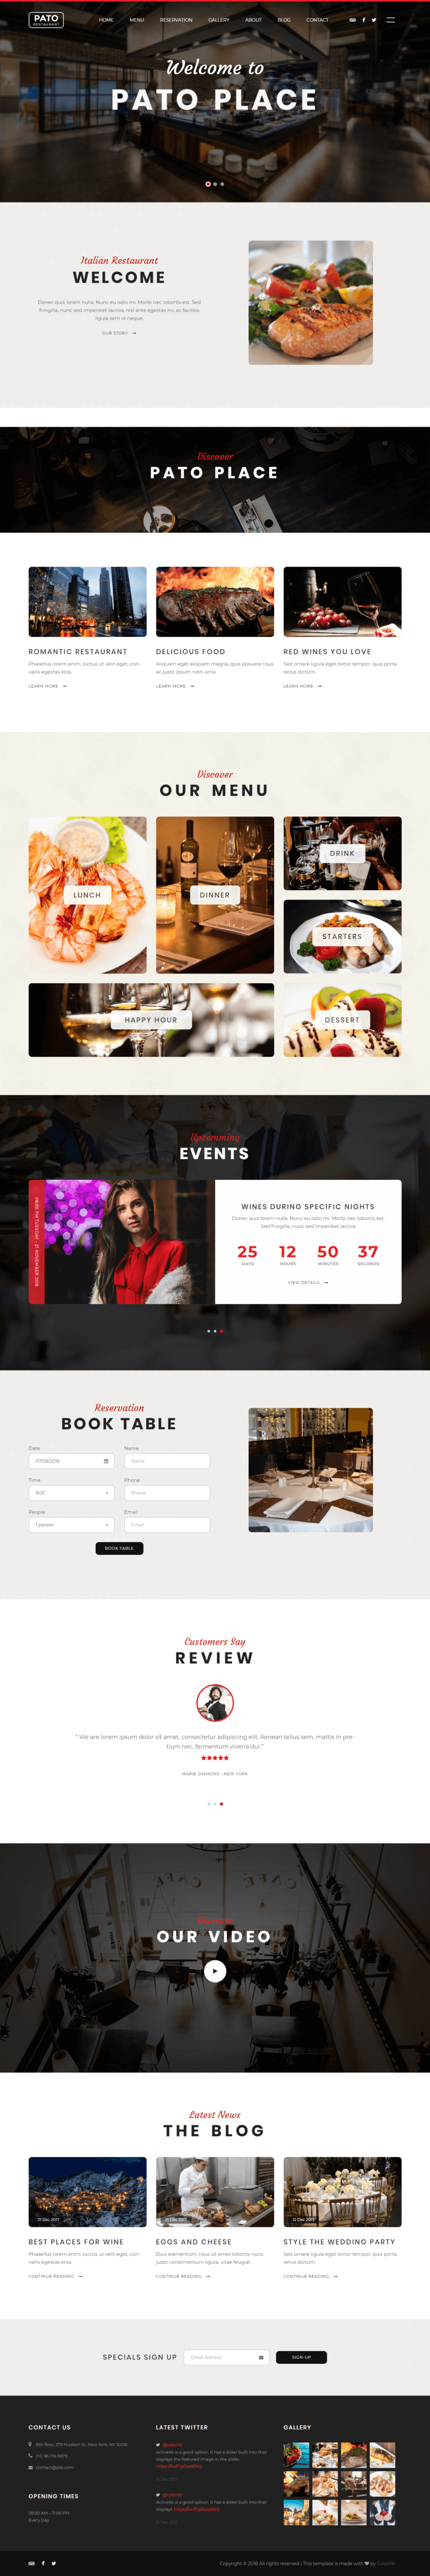 PATO
RESTAURANT
HOME MENU RESERVATION GALLERY ABOUT BLOG CONTACT
Welcome to
PATO PLACE
Italian Restaurant
WELCOME
Donec quis lorem nulla. Nunc eu odio mi. Morbi nec lobortis est. Sed
fringilla, nunc sed imperdiet lacinia, nisl ante egestas mi, ac facilisis
ligula sem id neque.
OUR STORY
Discover
PATO PLACE
ROMANTIC RESTAURANT
Phasellus lorem enim, luctus ut velit eget, con-
vallis egestas eros.
LEARN MORE
DELICIOUS FOOD
Aliquam eget aliquam magna, quis posuere risus
ac justo ipsum nibh urna
LEARN MORE
RED WINES YOU LOVE
Sed ornare ligula eget tortor tempor, quis porta
tellus dictum.
LEARN MORE
Discover
OUR MENU
LUNCH
DINNER
DRINK
STARTERS
HAPPY HOUR
DESSERT
Upcomming
EVENTS
08:00 PM TUESDAY - 21 NOVEMBER 2018
WINES DURING SPECIFIC NIGHTS
Donec quis lorem nulla. Nunc eu odio mi. Morbi nec lobortis est.
Sed fringilla, nunc sed imperdiet lacinia
25 12 50 37
DAYS HOURS MINUTES SECONDS
VIEW DETAILS
Reservation
BOOK TABLE
Date
07/08/2018
Name
Name
Time
9:00
Phone
Phone
People
1 person
Email
Email
BOOK TABLE
Customers Say
REVIEW
" We are lorem ipsum dolor sit amet, consectetur adipiscing elit. Aenean tellus sem, mattis in pre-
tium nec, fermentum viverra dui "
MARIE SIMMONS - NEW YORK
Discover
OUR VIDEO
Latest News
THE BLOG
21 Dec 2017
BEST PLACES FOR WINE
Phasellus lorem enim, luctus ut velit eget, con-
vallis egestas eros.
CONTINUE READING
EGGS AND CHEESE
Duis elementum, risus sit amet lobortis nunc
justo condimentum ligula, vitae feugiat
CONTINUE READING
12 Dec 2017
STYLE THE WEDDING PARTY
Sed ornare ligula eget tortor tempor, quis porta
tellus dictum.
CONTINUE READING
SPECIALS SIGN UP
Email Address
SIGN-UP
CONTACT US
8th floor, 379 Hudson St, New York, NY 10018
(+1) 96 716 6879
contact@site.com
OPENING TIMES
09:30 AM – 11:00 PM
Every Day
LATEST TWITTER
@colorlib
Activello is a good option. It has a slider built into that
displays the featured image in the slider.
21 Dec 2017
@colorlib
Activello is a good option. It has a slider built into that
displays
GALLERY
Copyright © 2018 All rights reserved | This template is made with by Colorlib